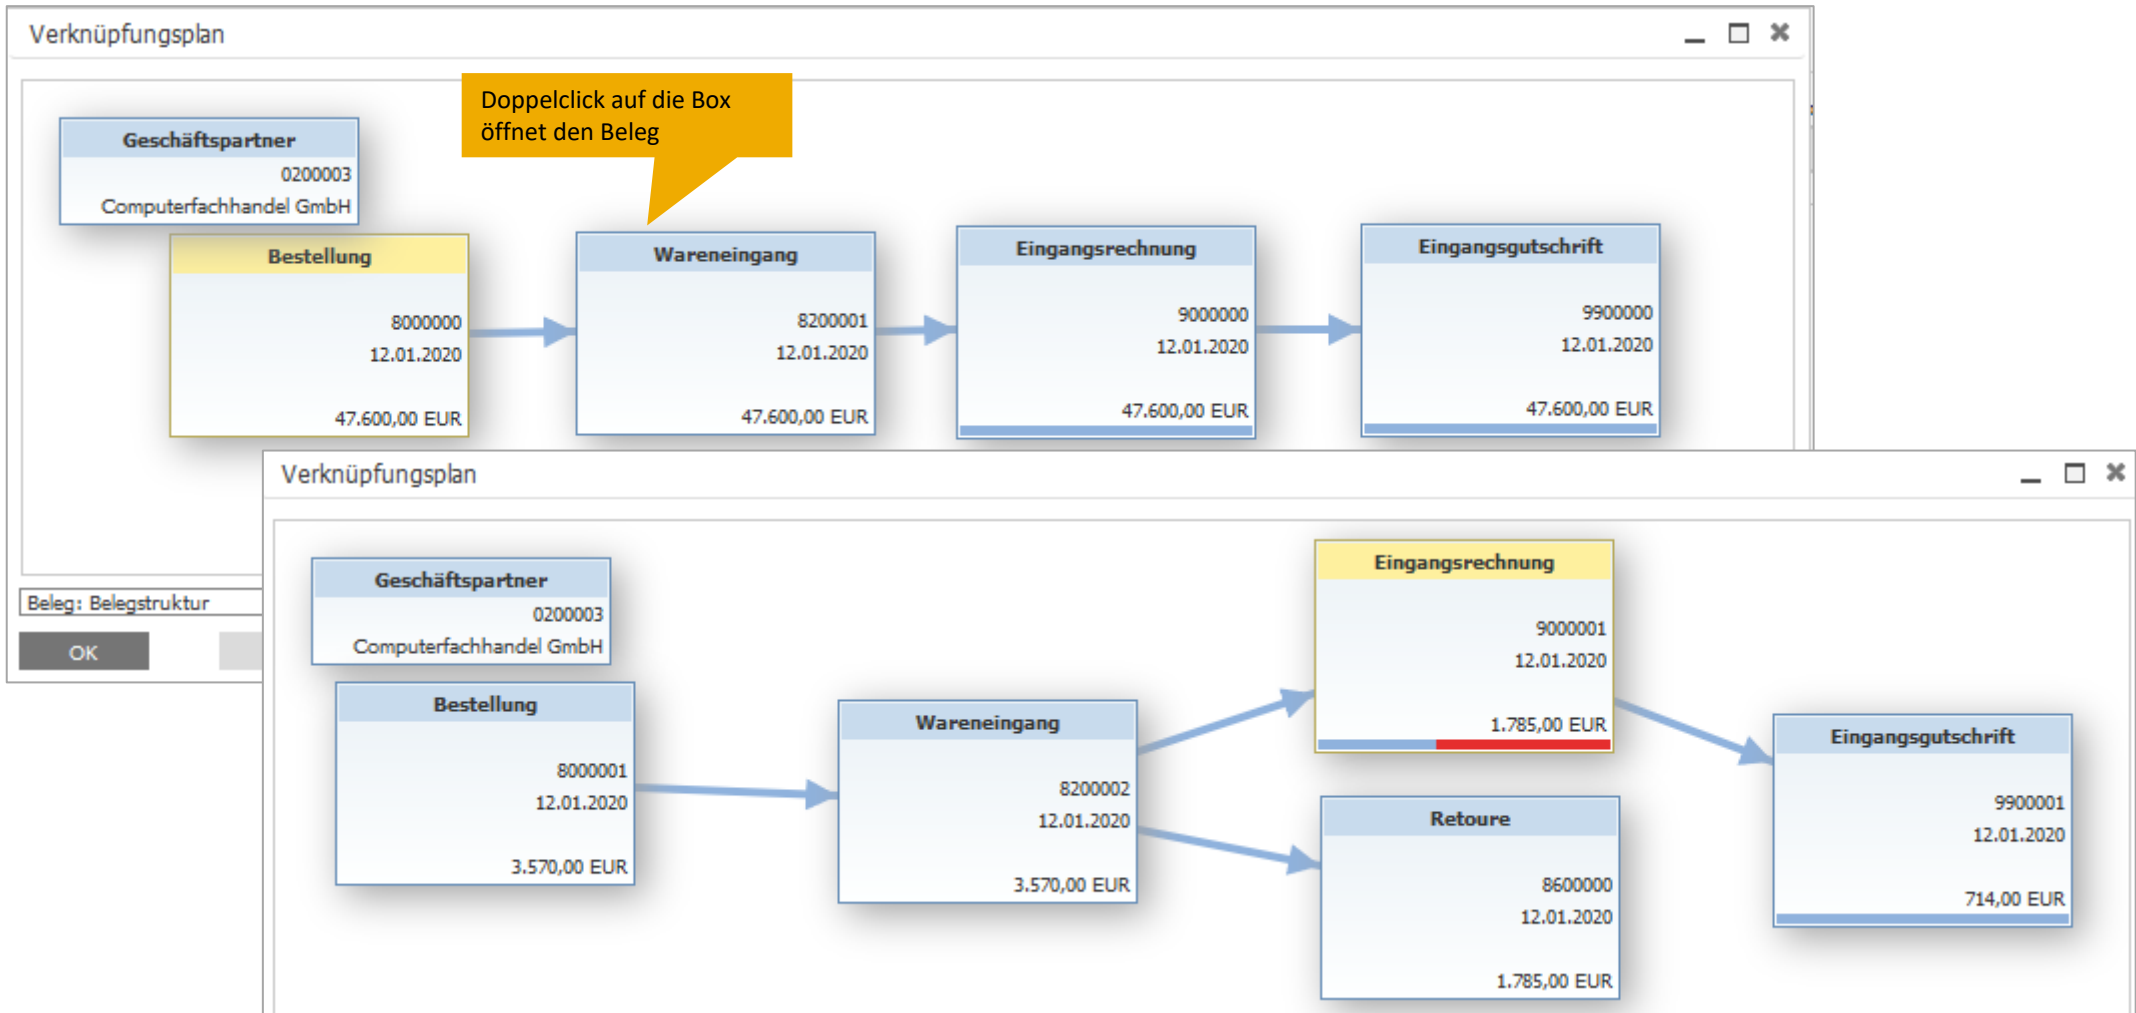 Verknüpfungsplan
Doppelclick auf die Box
öffnet den Beleg
Geschäftspartner
0200003
Computerfachhandel GmbH
Bestellung
8000000
12.01.2020
47.600,00 EUR
Wareneingang
8200001
12.01.2020
47.600,00 EUR
Eingangsrechnung
9000000
12.01.2020
47.600,00 EUR
Eingangsgutschrift
9900000
12.01.2020
47.600,00 EUR
Beleg: Belegstruktur
OK
Verknüpfungsplan
Geschäftspartner
0200003
Computerfachhandel GmbH
Bestellung
8000001
12.01.2020
3.570,00 EUR
Wareneingang
8200002
12.01.2020
3.570,00 EUR
Eingangsrechnung
9000001
12.01.2020
1.785,00 EUR
Retoure
8600000
12.01.2020
1.785,00 EUR
Eingangsgutschrift
9900001
12.01.2020
714,00 EUR